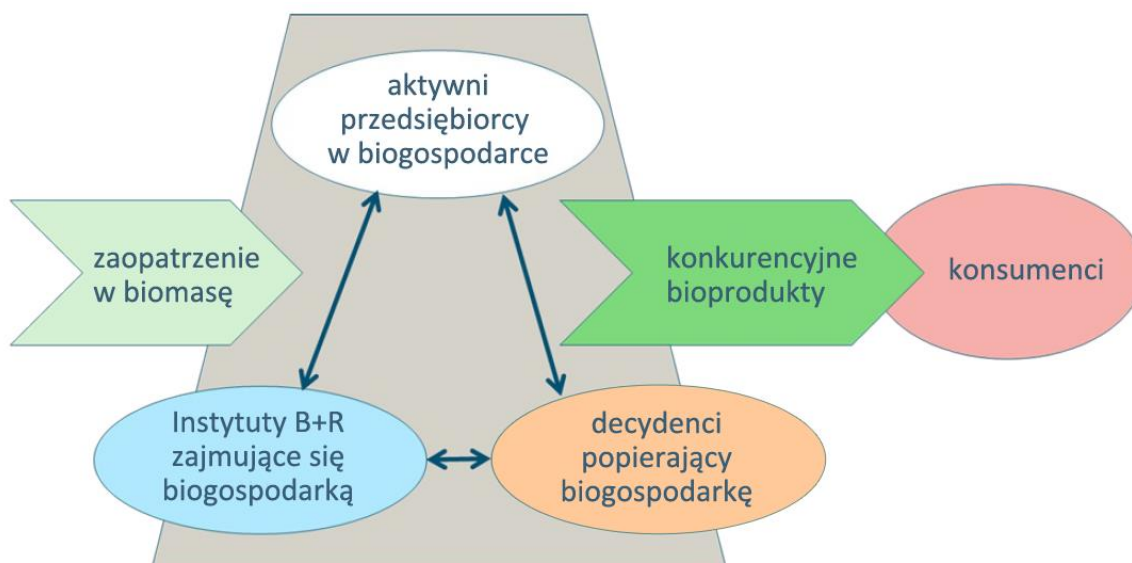 aktywni
przedsiębiorcy
w biogospodarce
zaopatrzenie
w biomasę
konkurencyjne
bioprodukty
konsumenci
Instytuty B+R
zajmujące się
biogospodarką
decydenci
popierający
biogospodarkę